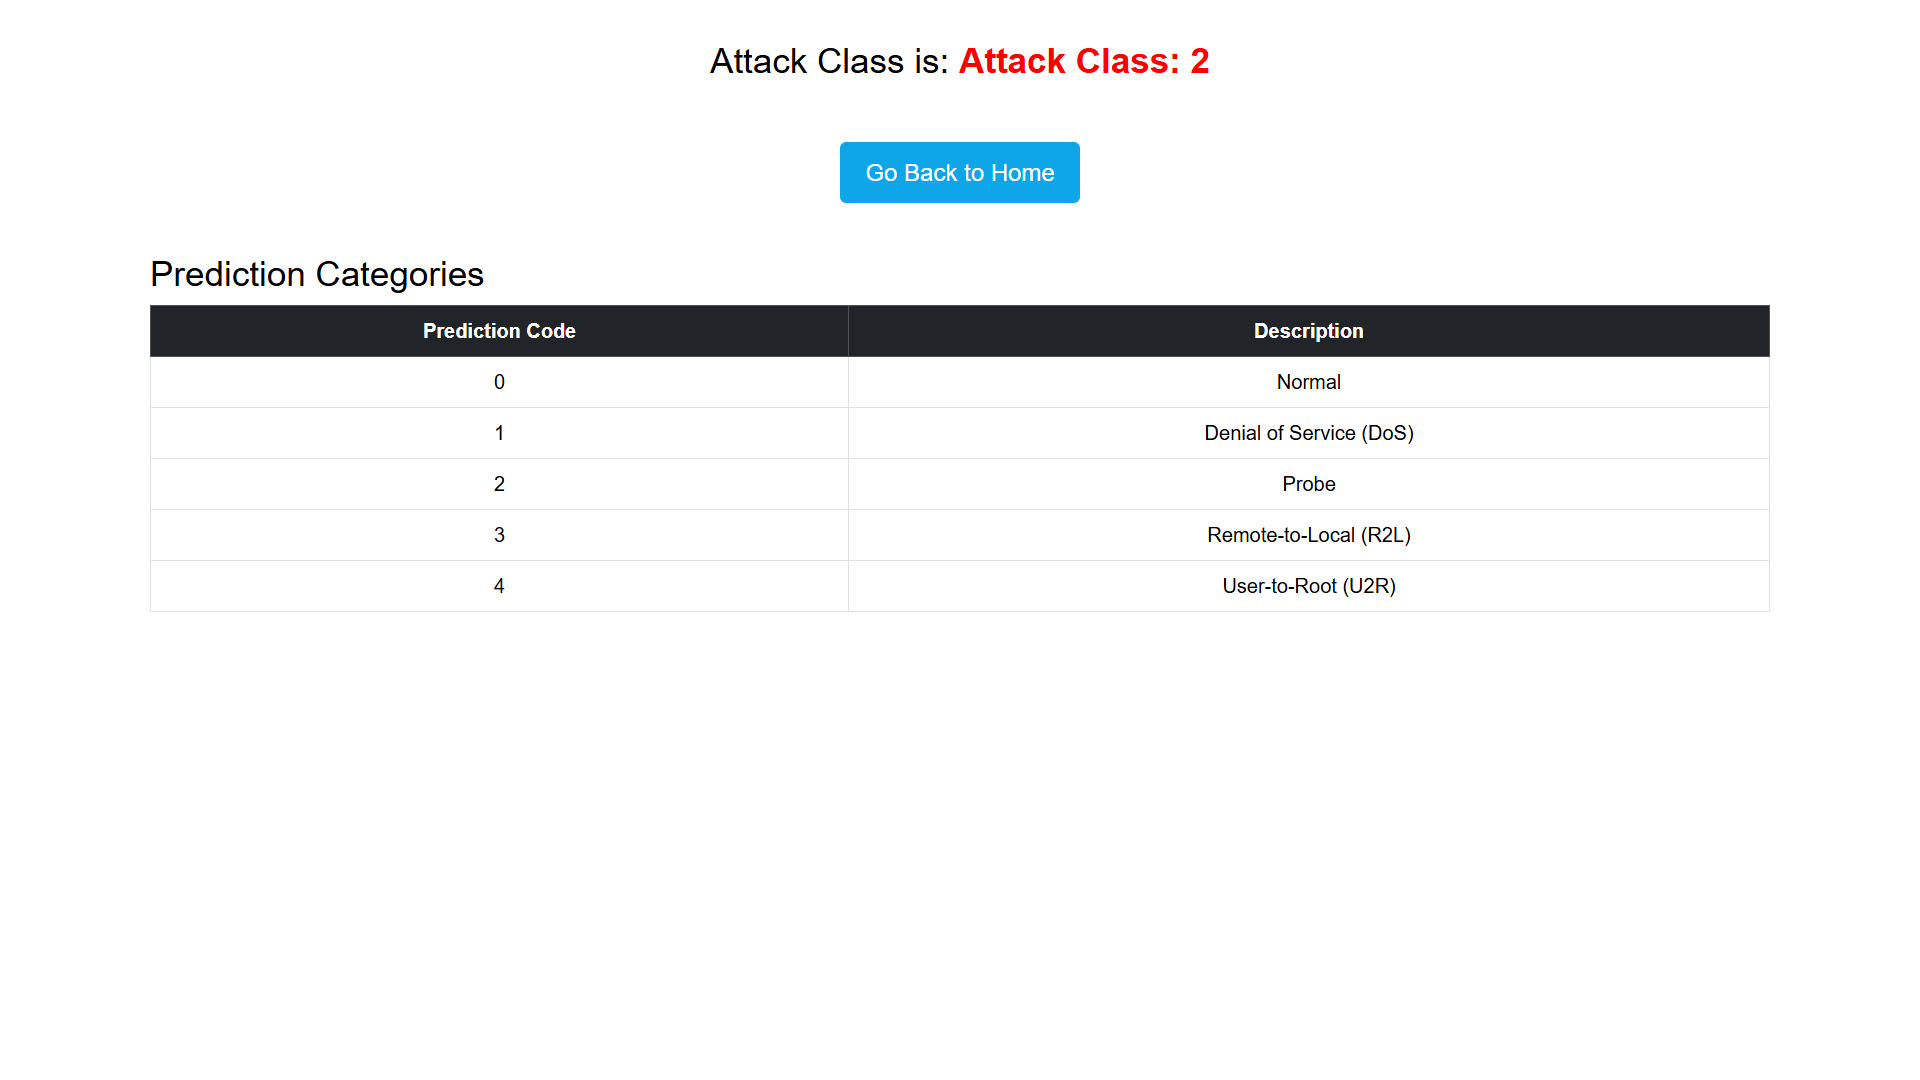 Attack Class is: Attack Class: 2
Go Back to Home
Prediction Categories
Prediction Code Description
0 Normal
1 Denial of Service (DoS)
2 Probe
3 Remote-to-Local (R2L)
4 User-to-Root (U2R)